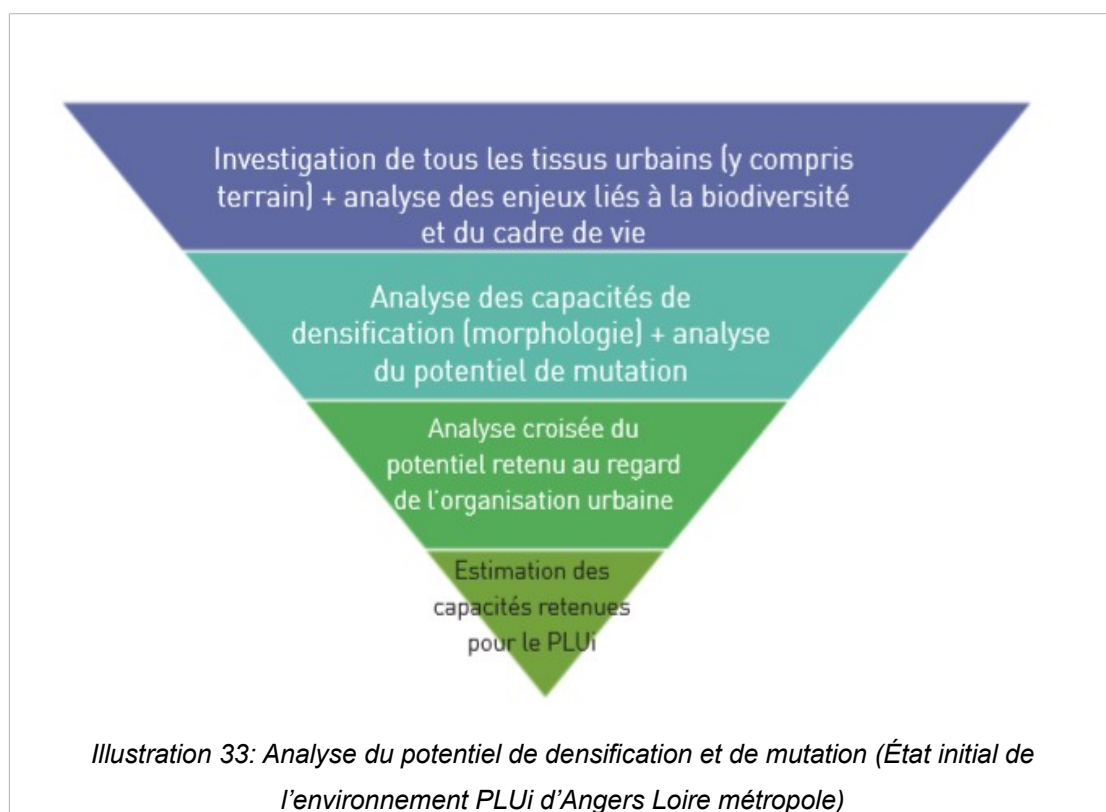 Investigation de tous les tissus urbains (y compris
terrain) + analyse des enjeux liés à la biodiversité
et du cadre de vie
Analyse des capacités de
densification (morphologie) + analyse
du potentiel de mutation
Analyse croisée du
potentiel retenu au regard
de l'organisation urbaine
Estimation des
capacités retenues
pour le PLUi
Illustration 33: Analyse du potentiel de densification et de mutation (État initial de
l'environnement PLUi d'Angers Loire métropole)